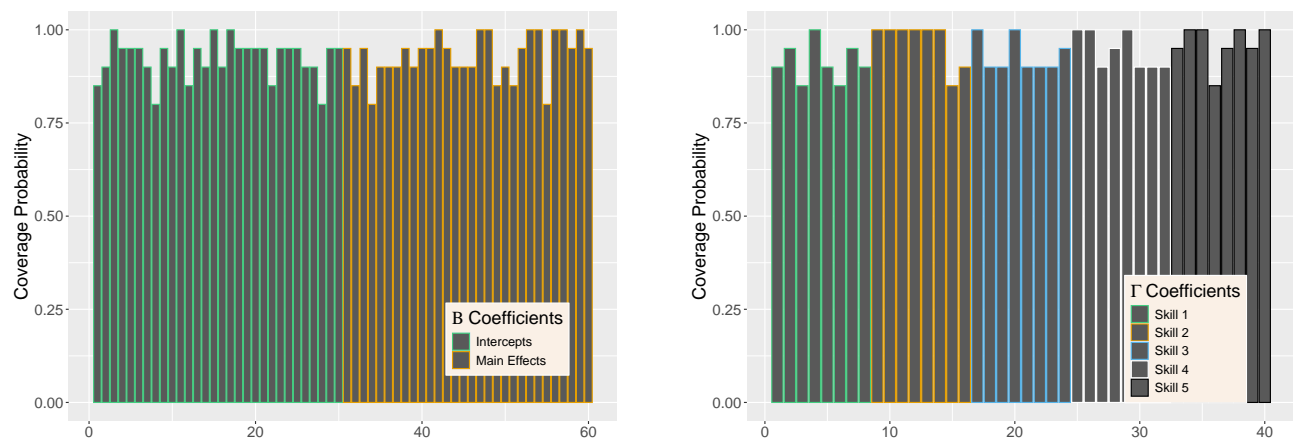 Coverage Probability
1.00
0.75
0.50
0.25
0.00
0
20
40
60
B Coefficients
Intercepts
Main Effects
Coverage Probability
1.00
0.75
0.50
0.25
0.00
0
10
20
30
40
Γ Coefficients
Skill 1
Skill 2
Skill 3
Skill 4
Skill 5